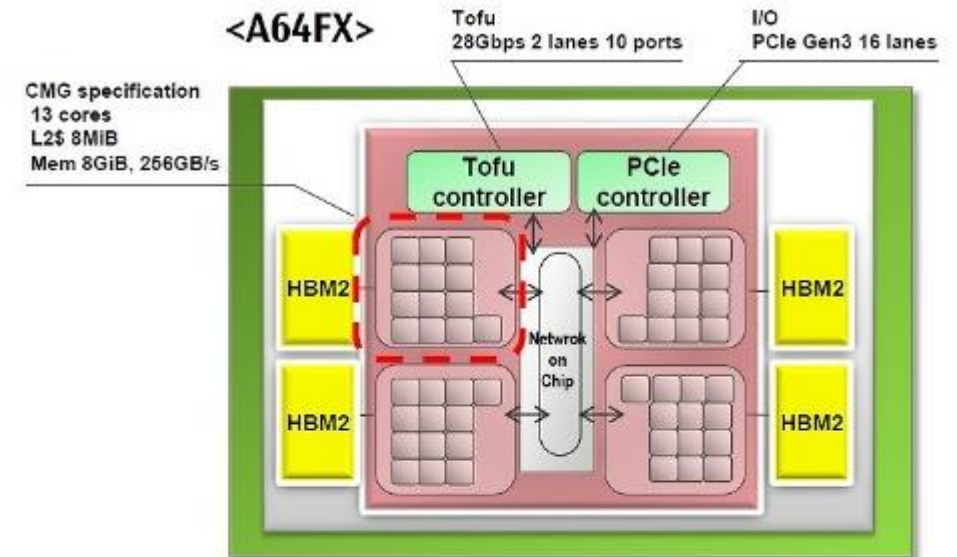 <A64FX>
Tofu
28Gbps 2 lanes 10 ports
I/O
PCIe Gen3 16 lanes
CMG specification
13 cores
L2$ 8MiB
Mem 8GiB, 256GB/s
Tofu
controller
PCIe
controller
HBM2
HBM2
Netwrok
on
Chip
HBM2
HBM2